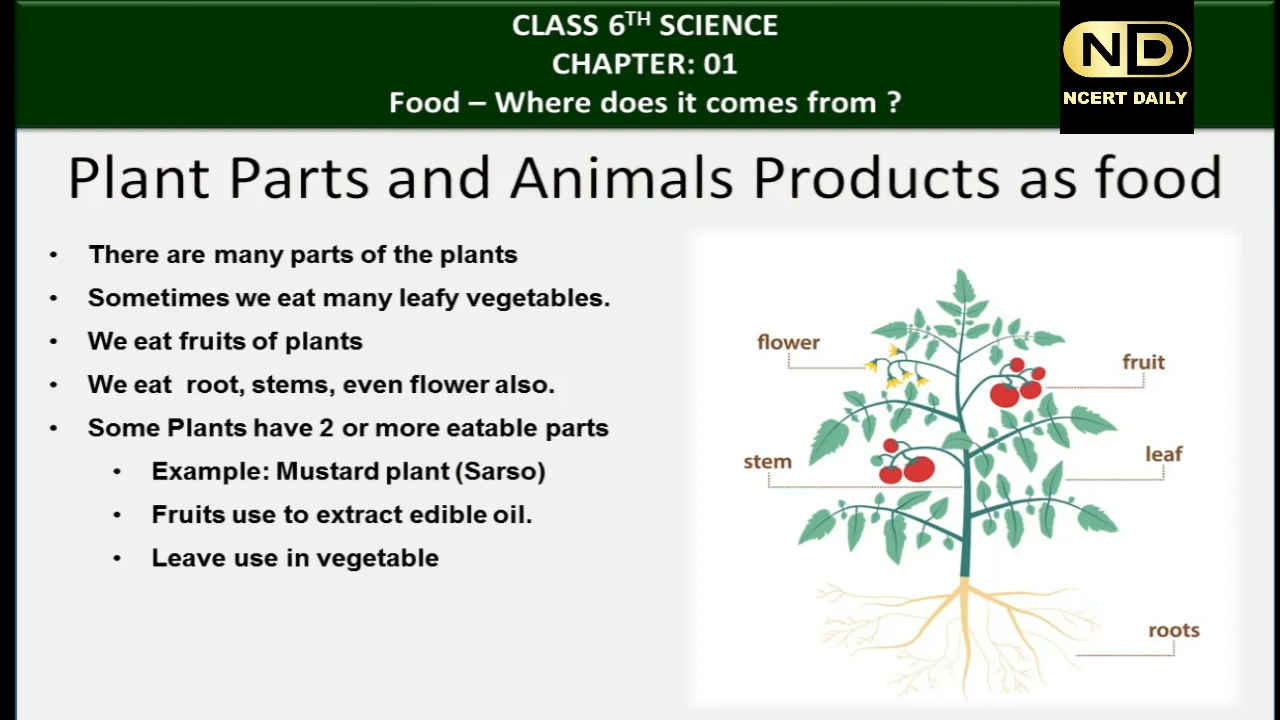 CLASS 6TH SCIENCE
CHAPTER: 01
Food – Where does it comes from ?
ND
NCERT DAILY
Plant Parts and Animals Products as food
• There are many parts of the plants
• Sometimes we eat many leafy vegetables.
• We eat fruits of plants
• We eat root, stems, even flower also.
• Some Plants have 2 or more eatable parts
• Example: Mustard plant (Sarso)
• Fruits use to extract edible oil.
• Leave use in vegetable
flower
fruit
stem
leaf
roots